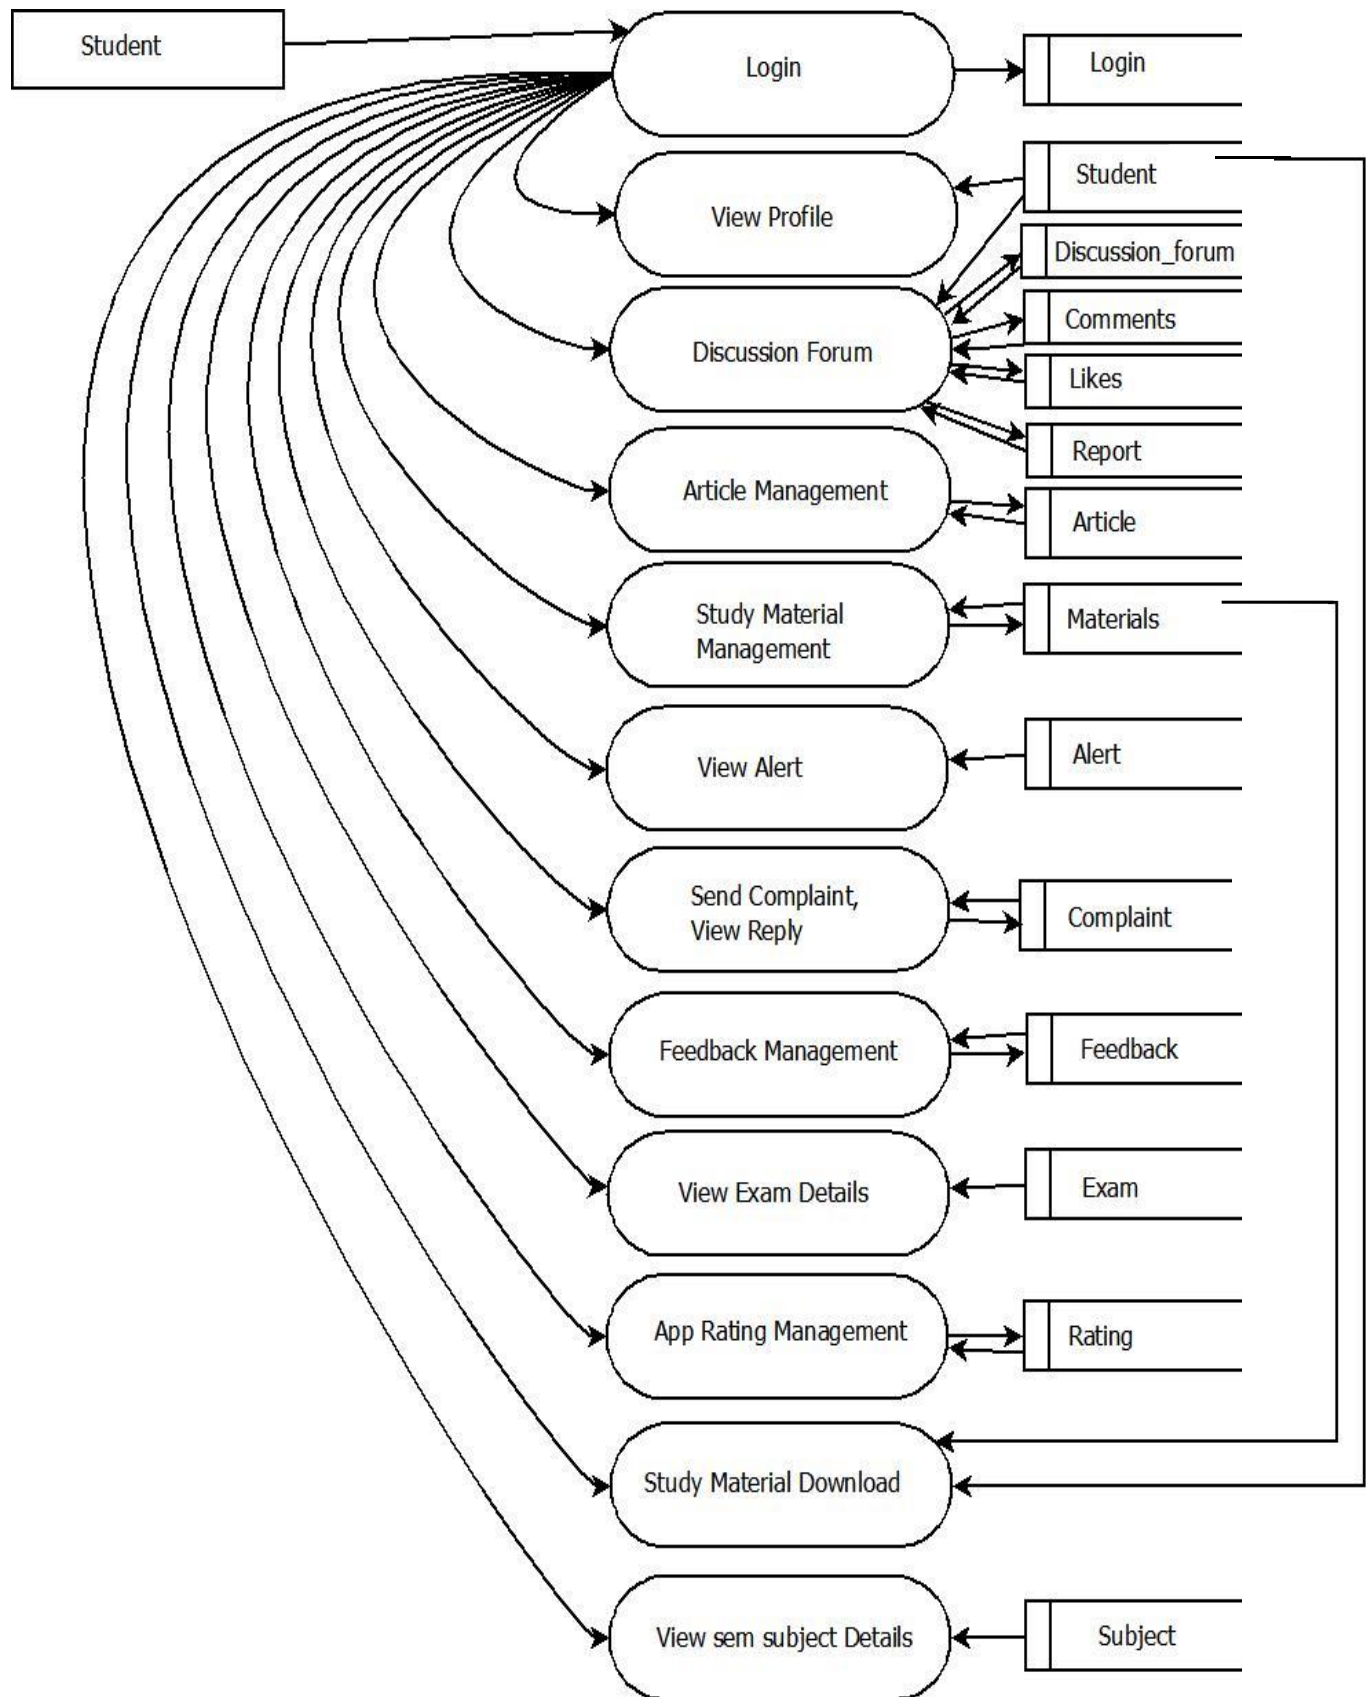 Student
Login
Login
Student
View Profile
Discussion_forum
Comments
Discussion Forum
Likes
Report
Article Management
Article
Study Material
Management
Materials
View Alert
Alert
Send Complaint,
View Reply
Complaint
Feedback Management
Feedback
View Exam Details
Exam
App Rating Management
Rating
Study Material Download
View sem subject Details
Subject